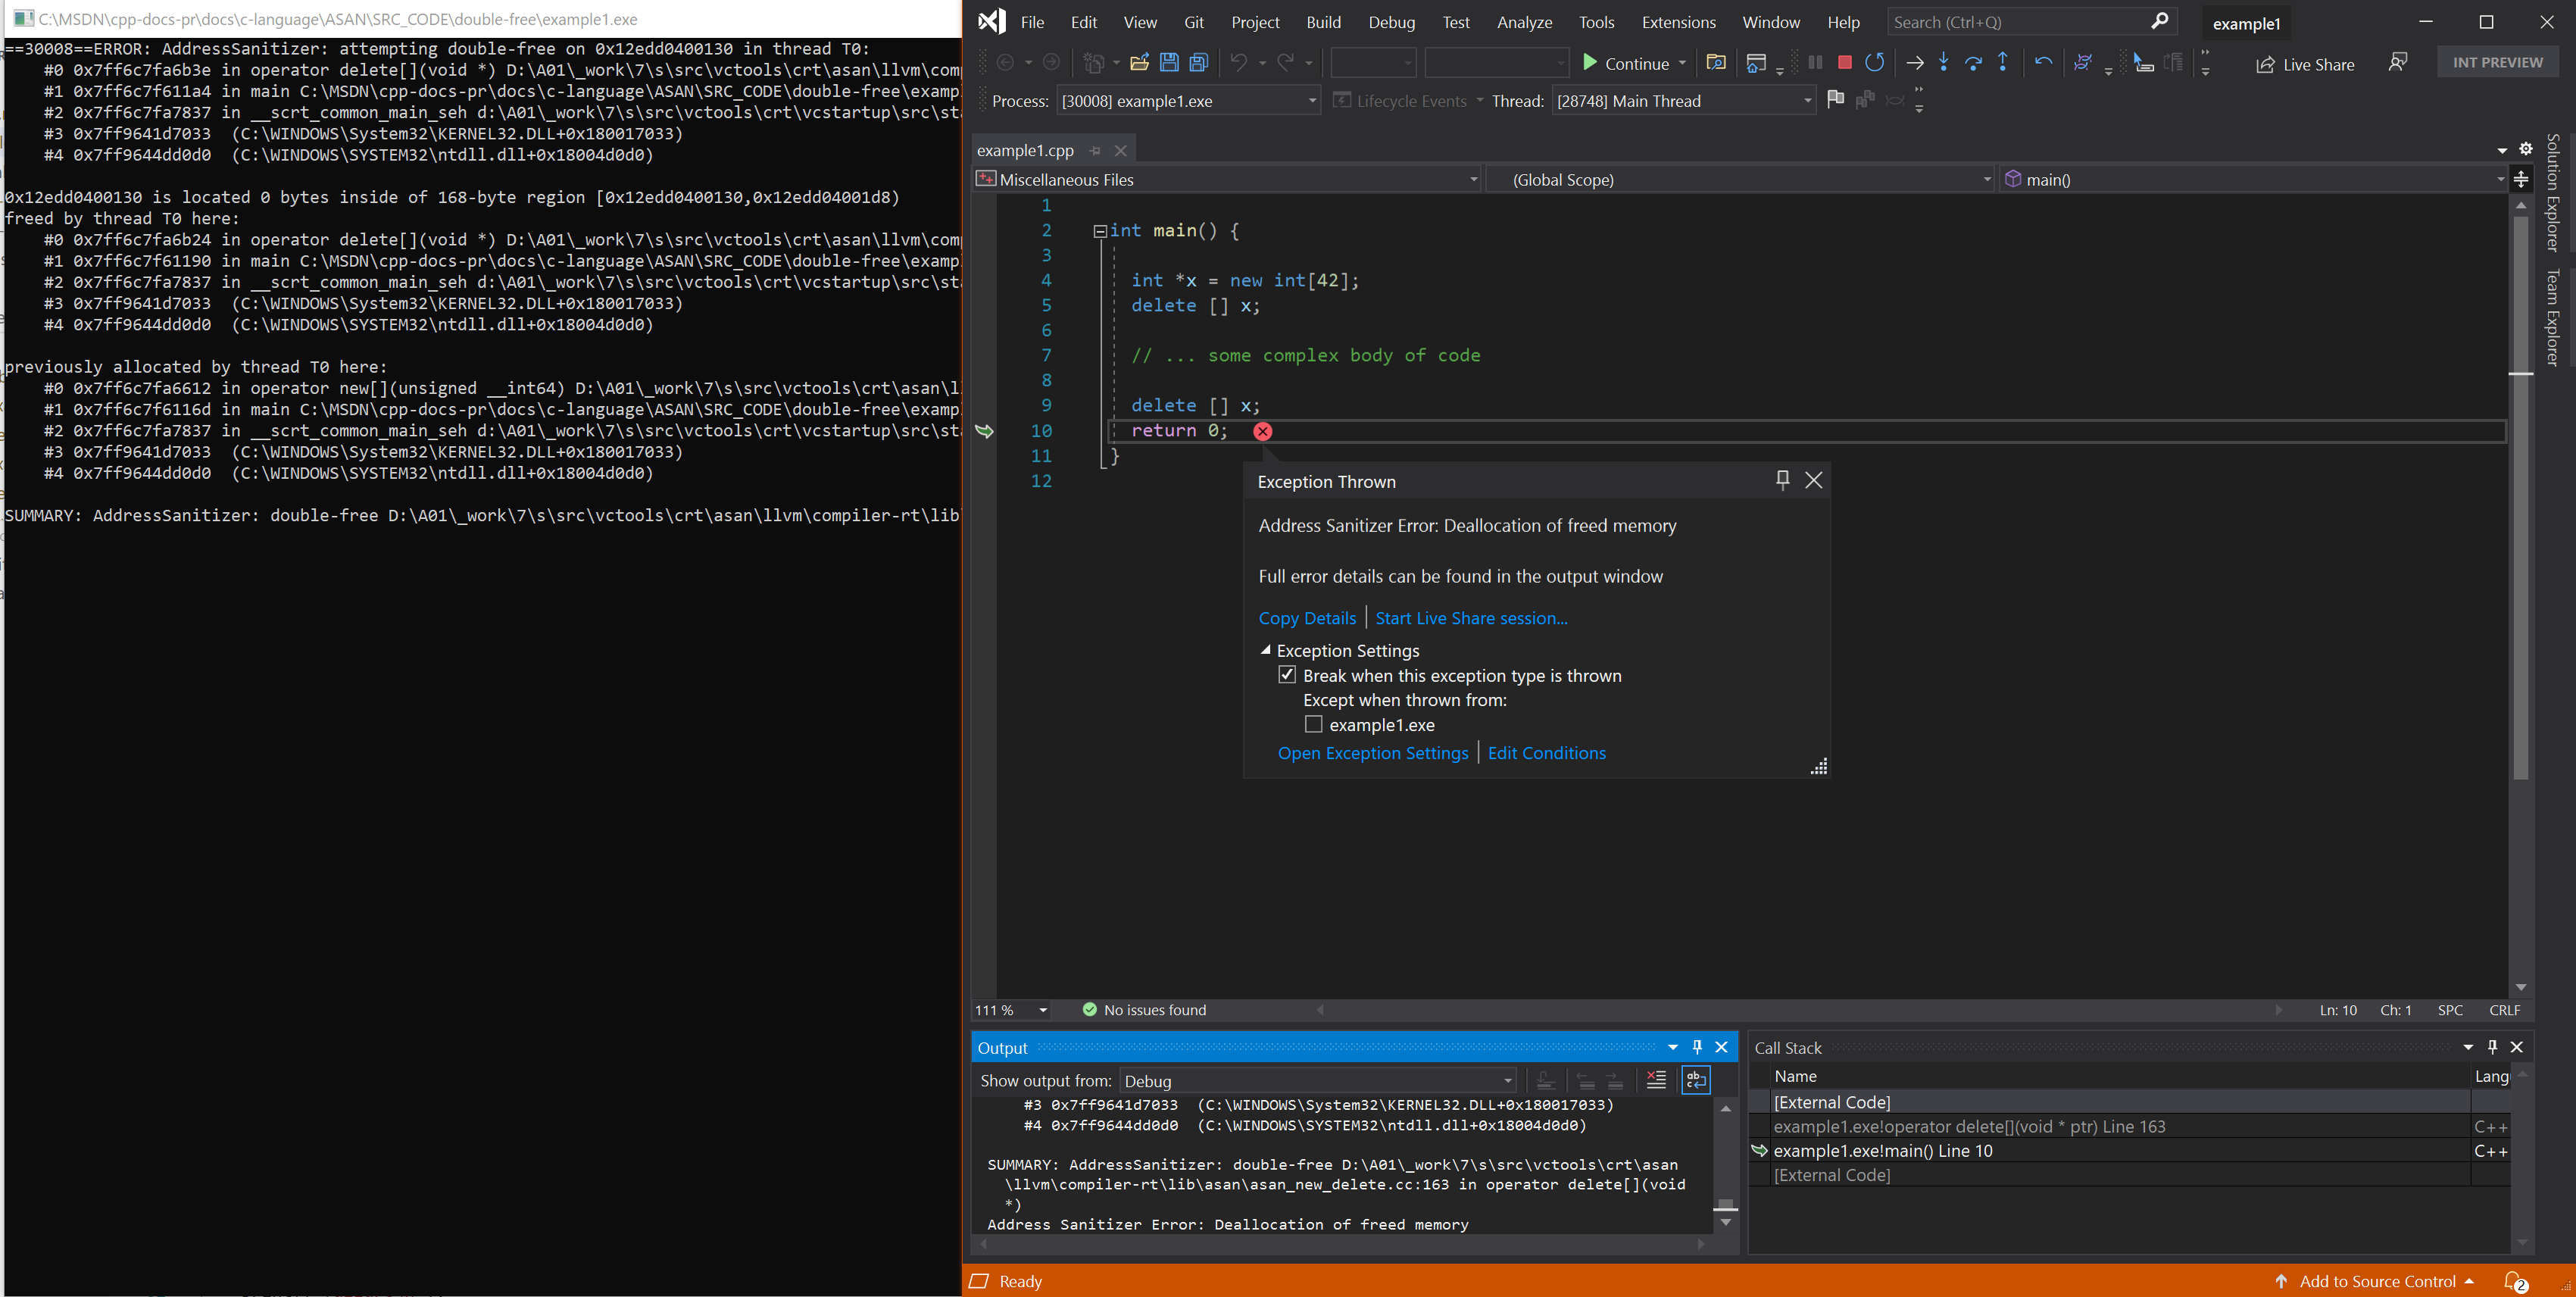 C:\MSDN\cpp-docs-pr\docs\c-language\ASAN\SRC_CODE\double-free\example1.exe
==30008==ERROR: AddressSanitizer: attempting double-free on 0x12edd0400130 in thread T0:
#0 0x7ff6c7fa6b3e in operator delete[](void *) D:\A01\_work\7\s\src\vctools\crt\asan\llvm\com
#1 0x7ff6c7f611a4 in main C:\MSDN\cpp-docs-pr\docs\c-language\ASAN\SRC_CODE\double-free\examp
#2 0x7ff6c7fa7837 in __scrt_common_main_seh d:\A01\_work\7\s\src\vctools\crt\vcstartup\src\st
#3 0x7ff9641d7033 (C:\WINDOWS\System32\KERNEL32.DLL+0x180017033)
#4 0x7ff9644dd0d0 (C:\WINDOWS\SYSTEM32\ntdll.dll+0x18004d0d0)
0x12edd0400130 is located 0 bytes inside of 168-byte region [0x12edd0400130,0x12edd04001d8)
freed by thread T0 here:
#0 0x7ff6c7fa6b24 in operator delete[](void *) D:\A01\_work\7\s\src\vctools\crt\asan\llvm\com
#1 0x7ff6c7f61190 in main C:\MSDN\cpp-docs-pr\docs\c-language\ASAN\SRC_CODE\double-free\examp
#2 0x7ff6c7fa7837 in __scrt_common_main_seh d:\A01\_work\7\s\src\vctools\crt\vcstartup\src\st
#3 0x7ff9641d7033 (C:\WINDOWS\System32\KERNEL32.DLL+0x180017033)
#4 0x7ff9644dd0d0 (C:\WINDOWS\SYSTEM32\ntdll.dll+0x18004d0d0)
previously allocated by thread T0 here:
#0 0x7ff6c7fa6612 in operator new[](unsigned __int64) D:\A01\_work\7\s\src\vctools\crt\asan\l
#1 0x7ff6c7f6116d in main C:\MSDN\cpp-docs-pr\docs\c-language\ASAN\SRC_CODE\double-free\examp
#2 0x7ff6c7fa7837 in __scrt_common_main_seh d:\A01\_work\7\s\src\vctools\crt\vcstartup\src\st
#3 0x7ff9641d7033 (C:\WINDOWS\System32\KERNEL32.DLL+0x180017033)
#4 0x7ff9644dd0d0 (C:\WINDOWS\SYSTEM32\ntdll.dll+0x18004d0d0)
SUMMARY: AddressSanitizer: double-free D:\A01\_work\7\s\src\vctools\crt\asan\llvm\compiler-rt\lib
File Edit View Git Project Build Debug Test Analyze Tools Extensions Window Help Search (Ctrl+Q) example1
Continue Live Share INT PREVIEW
Process: [30008] example1.exe Lifecycle Events Thread: [28748] Main Thread
example1.cpp
Miscellaneous Files (Global Scope) main()
1
2 int main() {
3
4 int *x = new int[42];
5 delete [] x;
6
7 // ... some complex body of code
8
9 delete [] x;
10 return 0;
11 }
12
Exception Thrown
Address Sanitizer Error: Deallocation of freed memory
Full error details can be found in the output window
Copy Details Start Live Share session...
Exception Settings
Break when this exception type is thrown
Except when thrown from:
example1.exe
Open Exception Settings Edit Conditions
Solution Explorer
Team Explorer
111 % No issues found Ln: 10 Ch: 1 SPC CRLF
Output
Show output from: Debug
#3 0x7ff9641d7033 (C:\WINDOWS\System32\KERNEL32.DLL+0x180017033)
#4 0x7ff9644dd0d0 (C:\WINDOWS\SYSTEM32\ntdll.dll+0x18004d0d0)
SUMMARY: AddressSanitizer: double-free D:\A01\_work\7\s\src\vctools\crt\asan
\llvm\compiler-rt\lib\asan\asan_new_delete.cc:163 in operator delete[](void
*)
Address Sanitizer Error: Deallocation of freed memory
Call Stack
Name Lang
[External Code]
example1.exe!operator delete[](void * ptr) Line 163 C++
example1.exe!main() Line 10 C++
[External Code]
Ready Add to Source Control 2